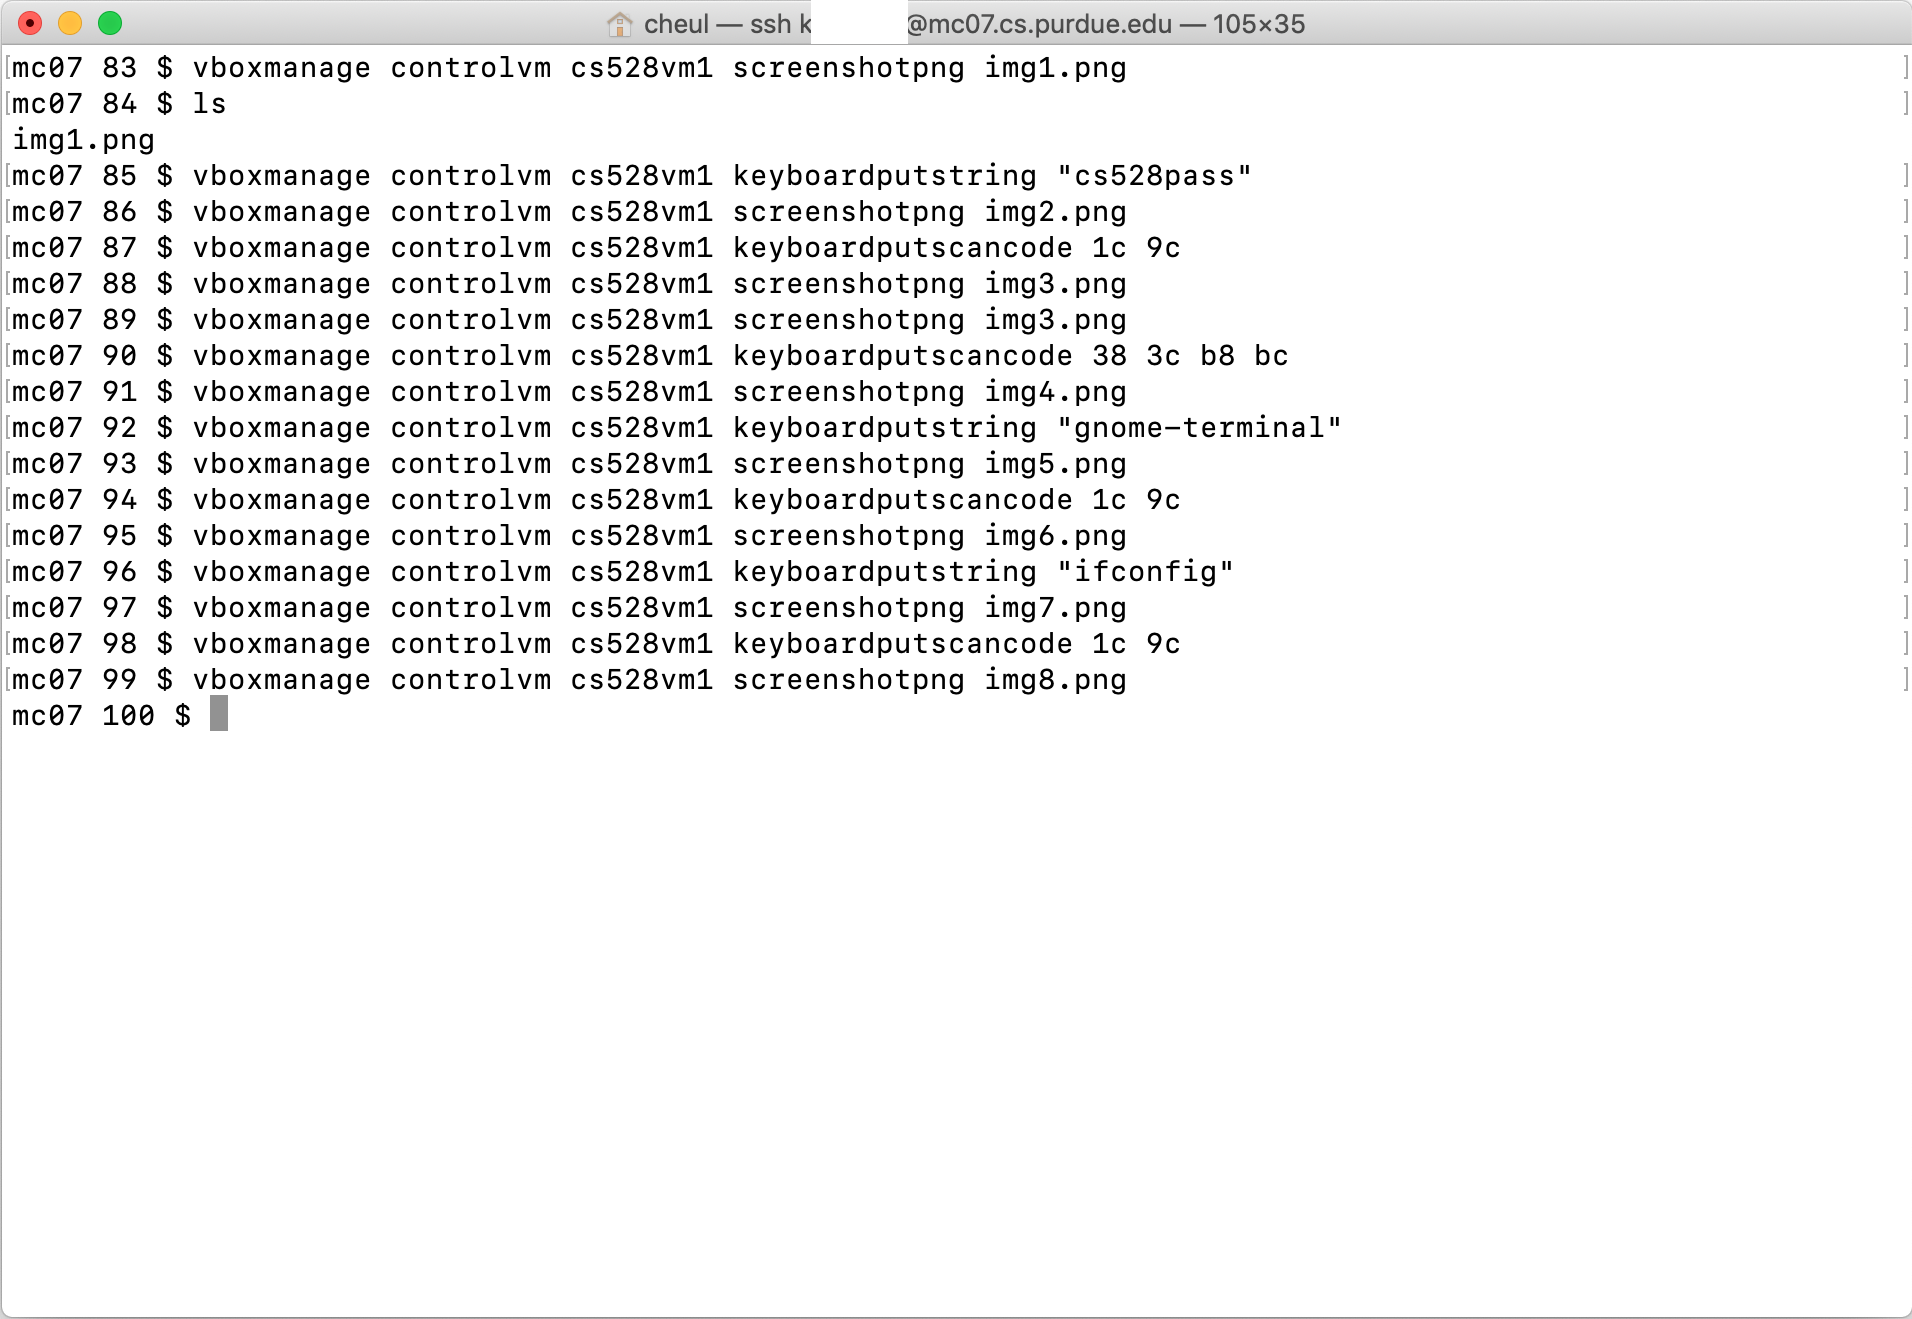 cheul — ssh k @mc07.cs.purdue.edu — 105×35
[mc07 83 $ vboxmanage controlvm cs528vm1 screenshotpng img1.png ]
[mc07 84 $ ls ]
img1.png
[mc07 85 $ vboxmanage controlvm cs528vm1 keyboardputstring "cs528pass" ]
[mc07 86 $ vboxmanage controlvm cs528vm1 screenshotpng img2.png ]
[mc07 87 $ vboxmanage controlvm cs528vm1 keyboardputscancode 1c 9c ]
[mc07 88 $ vboxmanage controlvm cs528vm1 screenshotpng img3.png ]
[mc07 89 $ vboxmanage controlvm cs528vm1 screenshotpng img3.png ]
[mc07 90 $ vboxmanage controlvm cs528vm1 keyboardputscancode 38 3c b8 bc ]
[mc07 91 $ vboxmanage controlvm cs528vm1 screenshotpng img4.png ]
[mc07 92 $ vboxmanage controlvm cs528vm1 keyboardputstring "gnome-terminal" ]
[mc07 93 $ vboxmanage controlvm cs528vm1 screenshotpng img5.png ]
[mc07 94 $ vboxmanage controlvm cs528vm1 keyboardputscancode 1c 9c ]
[mc07 95 $ vboxmanage controlvm cs528vm1 screenshotpng img6.png ]
[mc07 96 $ vboxmanage controlvm cs528vm1 keyboardputstring "ifconfig" ]
[mc07 97 $ vboxmanage controlvm cs528vm1 screenshotpng img7.png ]
[mc07 98 $ vboxmanage controlvm cs528vm1 keyboardputscancode 1c 9c ]
[mc07 99 $ vboxmanage controlvm cs528vm1 screenshotpng img8.png ]
mc07 100 $